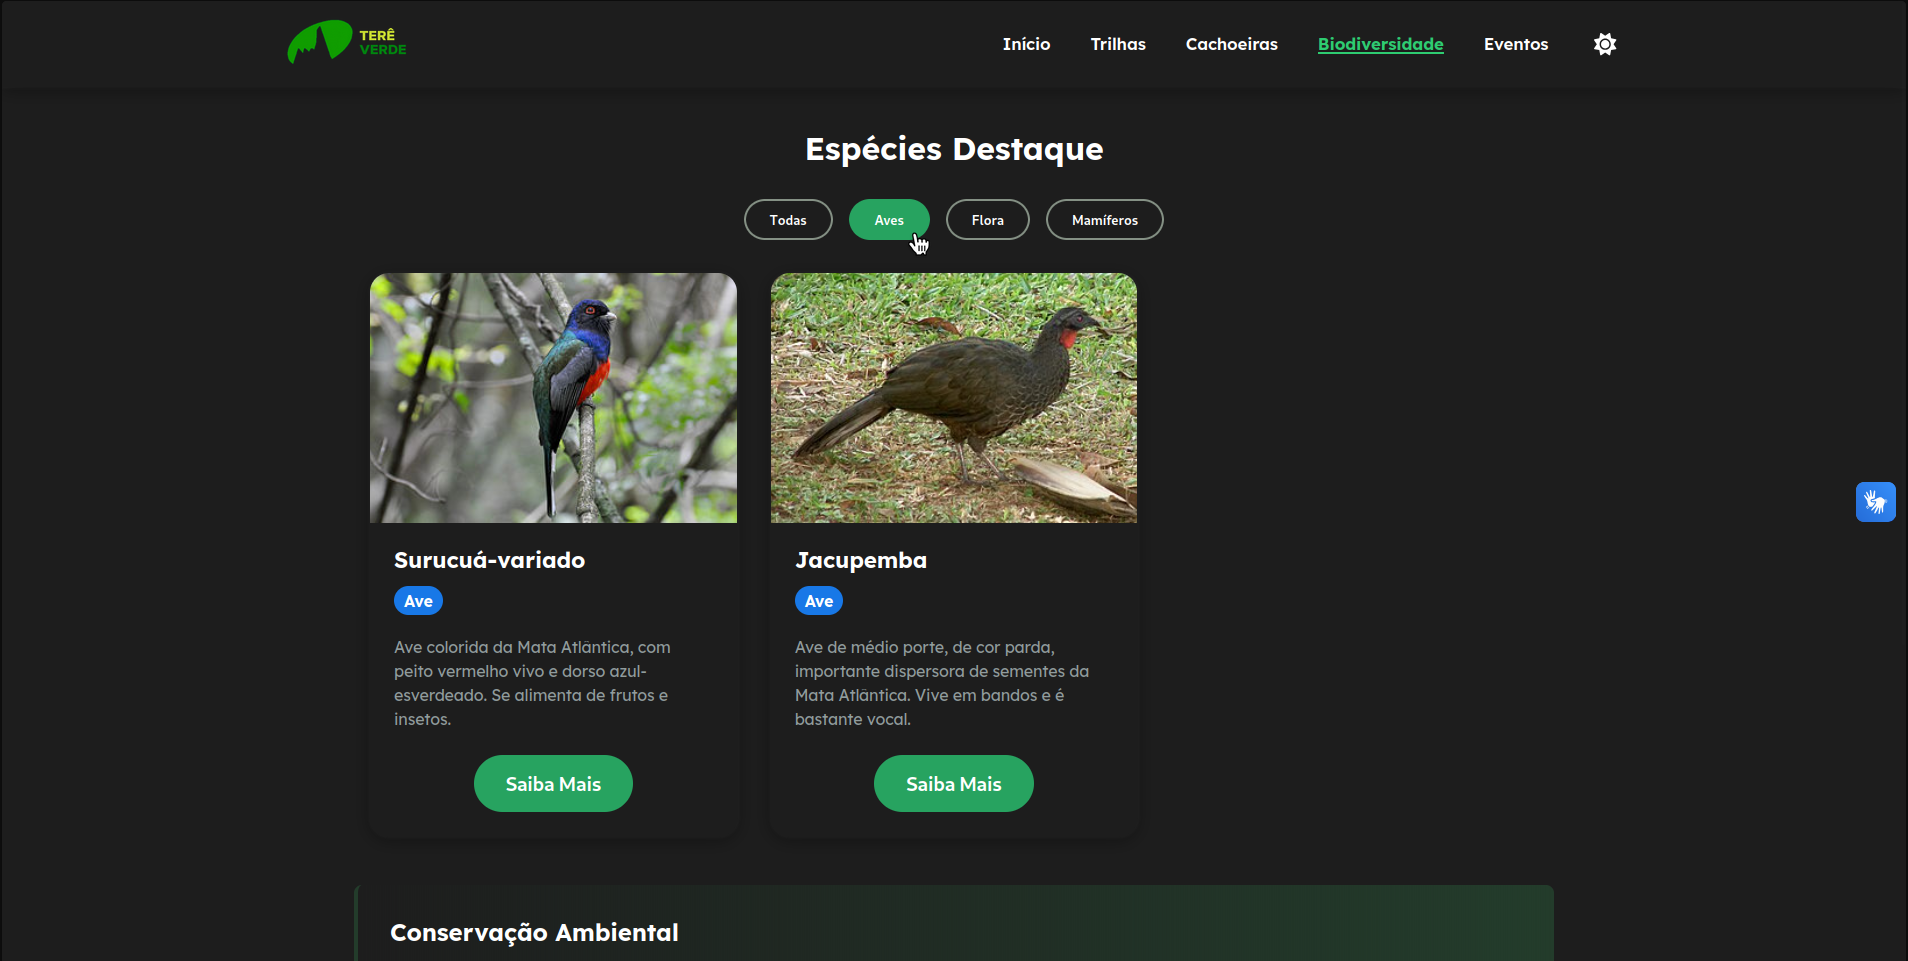 TERÊ
VERDE
Início
Trilhas
Cachoeiras
Biodiversidade
Eventos
Espécies Destaque
Todas
Aves
Flora
Mamíferos
Surucuá-variado
Ave
Ave colorida da Mata Atlântica, com
peito vermelho vivo e dorso azul-
esverdeado. Se alimenta de frutos e
insetos.
Saiba Mais
Jacupemba
Ave
Ave de médio porte, de cor parda,
importante dispersora de sementes da
Mata Atlântica. Vive em bandos e é
bastante vocal.
Saiba Mais
Conservação Ambiental